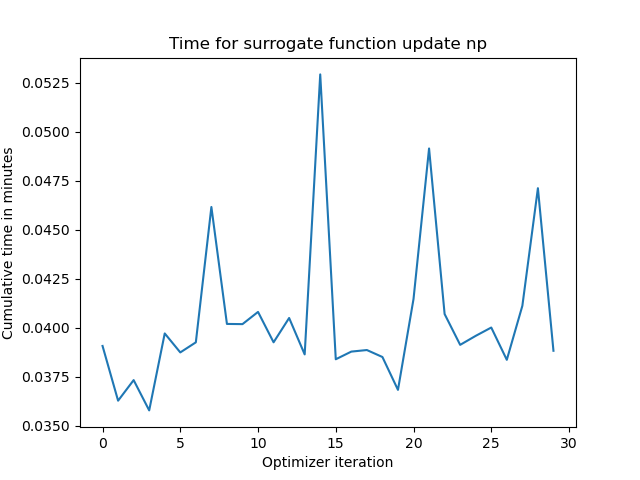 Time for surrogate function update np
Cumulative time in minutes
0.0525
0.0500
0.0475
0.0450
0.0425
0.0400
0.0375
0.0350
0 5 10 15 20 25 30
Optimizer iteration